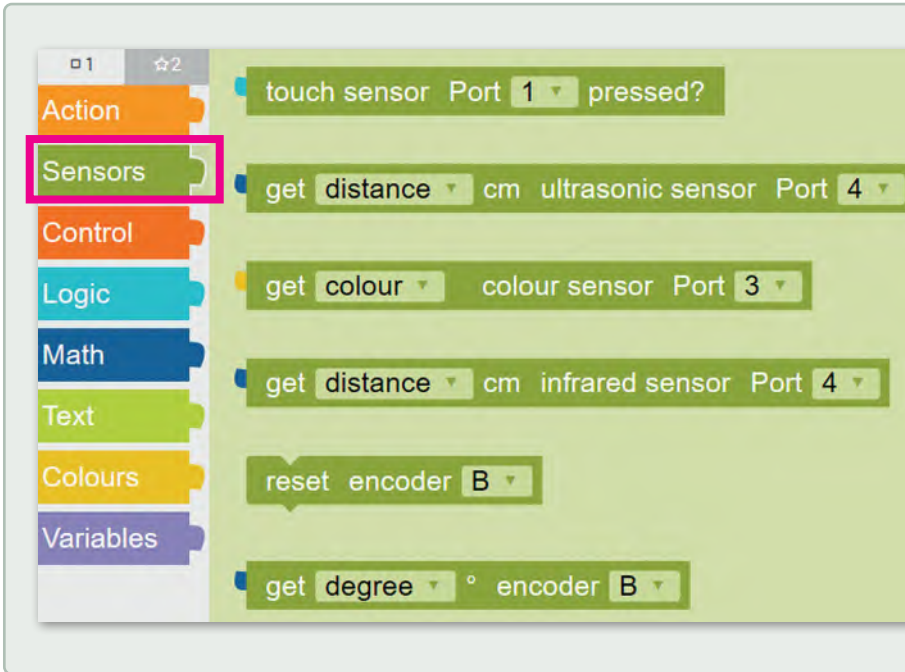 1 2
Action
Sensors
Control
Logic
Math
Text
Colours
Variables
touch sensor Port 1 pressed?
get distance cm ultrasonic sensor Port 4
get colour colour sensor Port 3
get distance cm infrared sensor Port 4
reset encoder B
get degree ° encoder B